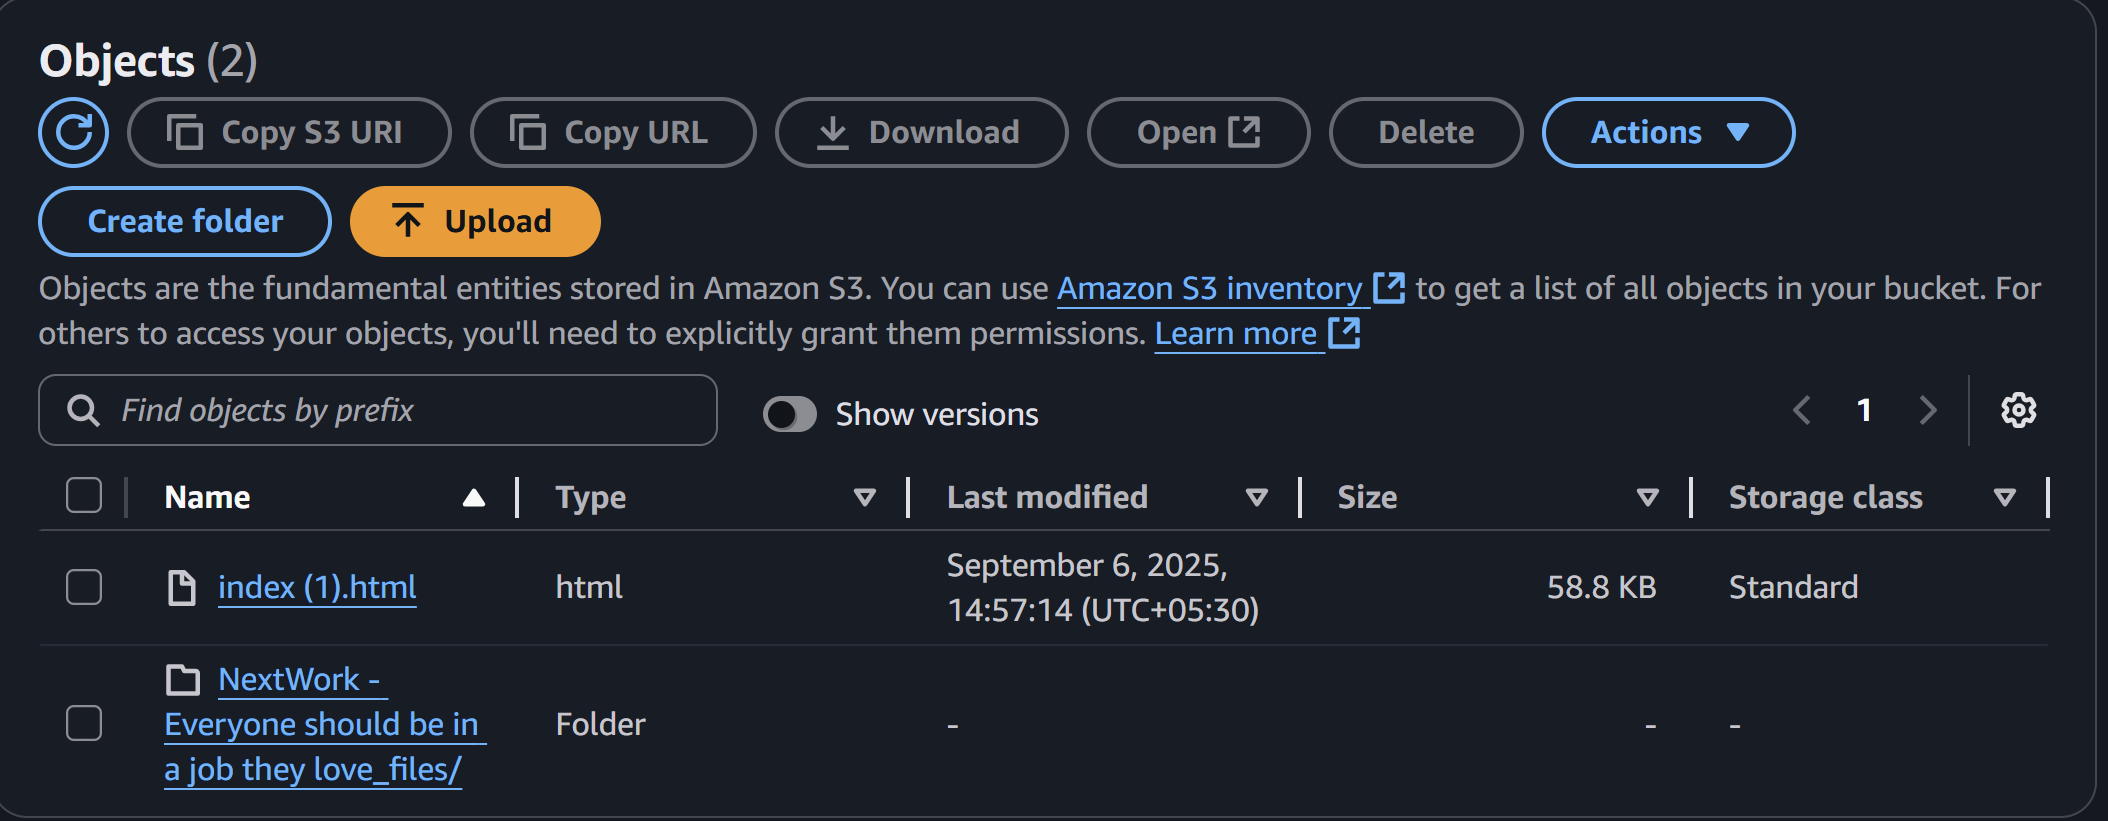 Objects (2)
Copy S3 URI Copy URL Download Open Delete Actions
Create folder Upload
Objects are the fundamental entities stored in Amazon S3. You can use Amazon S3 inventory to get a list of all objects in your bucket. For
others to access your objects, you'll need to explicitly grant them permissions. Learn more
Find objects by prefix Show versions 1
Name Type Last modified Size Storage class
index (1).html html September 6, 2025, 58.8 KB Standard
14:57:14 (UTC+05:30)
NextWork -
Everyone should be in Folder - - -
a job they love_files/